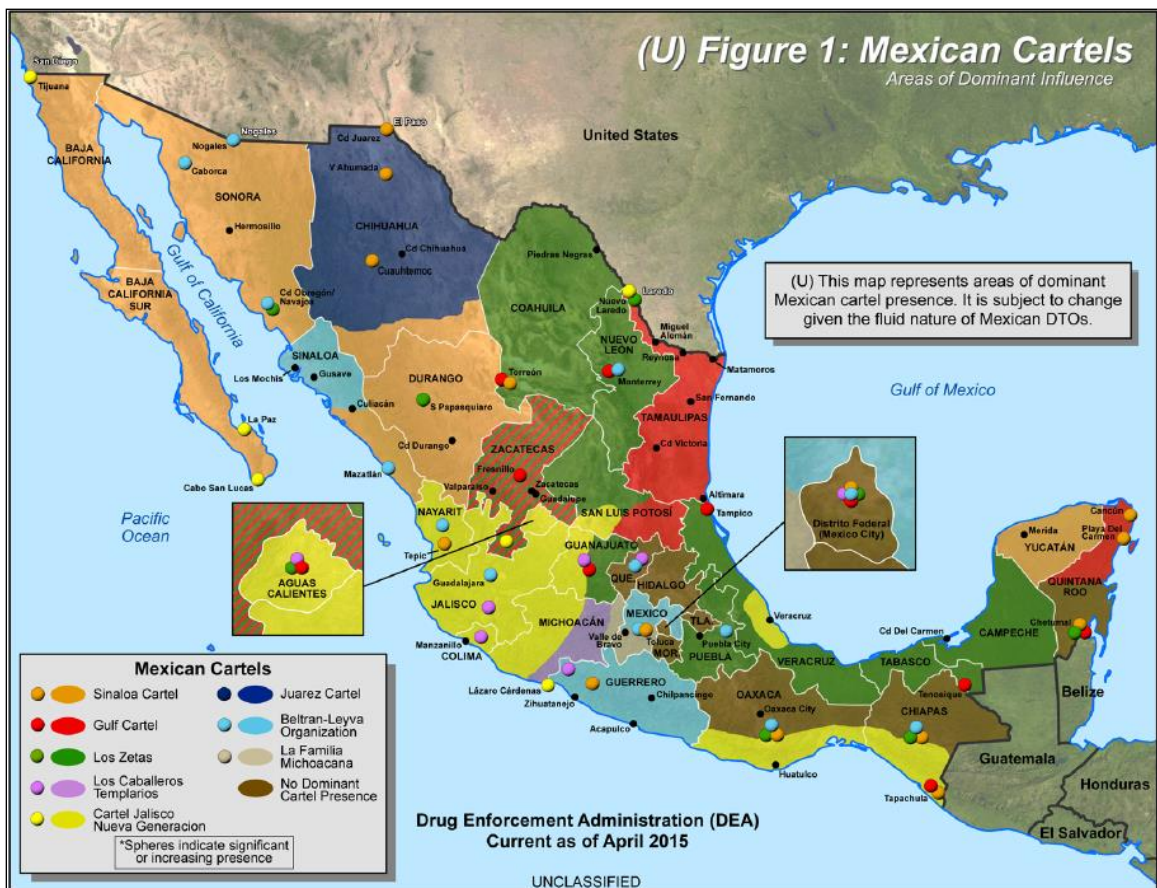 (U) Figure 1: Mexican Cartels
Areas of Dominant Influence
San Diego
Tijuana
BAJA
CALIFORNIA
Nogales
Nogales
Caborca
SONORA
Hermosillo
Gulf of California
BAJA
CALIFORNIA
SUR
Cd Obregón/
Navajoa
El Paso
Cd Juarez
V Ahumada
CHIHUAHUA
Cd Chihuahua
Cuauhtemoc
United States
Piedras Negras
COAHUILA
Laredo
Nuevo
Laredo
NUEVO
LEÓN
Miguel
Alemán
Reynosa
Matamoros
Monterrey
(U) This map represents areas of dominant
Mexican cartel presence. It is subject to change
given the fluid nature of Mexican DTOs.
Gulf of Mexico
SINALOA
Los Mochis
Gusave
Culiacán
DURANGO
Torreón
S Papasquiaro
Cd Durango
San Fernando
TAMAULIPAS
Cd Victoria
La Paz
Cabo San Lucas
Mazatlán
ZACATECAS
Fresnillo
Valparaiso
Zacatecas
Guadalupe
SAN LUIS POTOSÍ
Altimara
Tampico
Pacific
Ocean
AGUAS
CALIENTES
NAYARIT
Tepic
Guadalajara
JALISCO
Manzanillo
COLIMA
GUANAJUATO
QUE.
HIDALGO
MICHOACÁN
MEXICO
Valle de
Bravo
Toluca
MOR.
TLA.
Puebla City
PUEBLA
Veracruz
VERACRUZ
Distrito Federal
(Mexico City)
Cancún
Merida
Playa Del
Carmen
YUCATÁN
QUINTANA
ROO
Chetumal
CAMPECHE
Cd Del Carmen
TABASCO
Tenosique
Belize
Lázaro Cárdenas
Zihuatanejo
GUERRERO
Chilpancingo
Acapulco
OAXACA
Oaxaca City
Huatulco
CHIAPAS
Tapachula
Guatemala
Honduras
El Salvador
Mexican Cartels
Sinaloa Cartel
Gulf Cartel
Los Zetas
Los Caballeros
Templarios
Cartel Jalisco
Nueva Generacion
Juarez Cartel
Beltran-Leyva
Organization
La Familia
Michoacana
No Dominant
Cartel Presence
*Spheres indicate significant
or increasing presence
Drug Enforcement Administration (DEA)
Current as of April 2015
UNCLASSIFIED